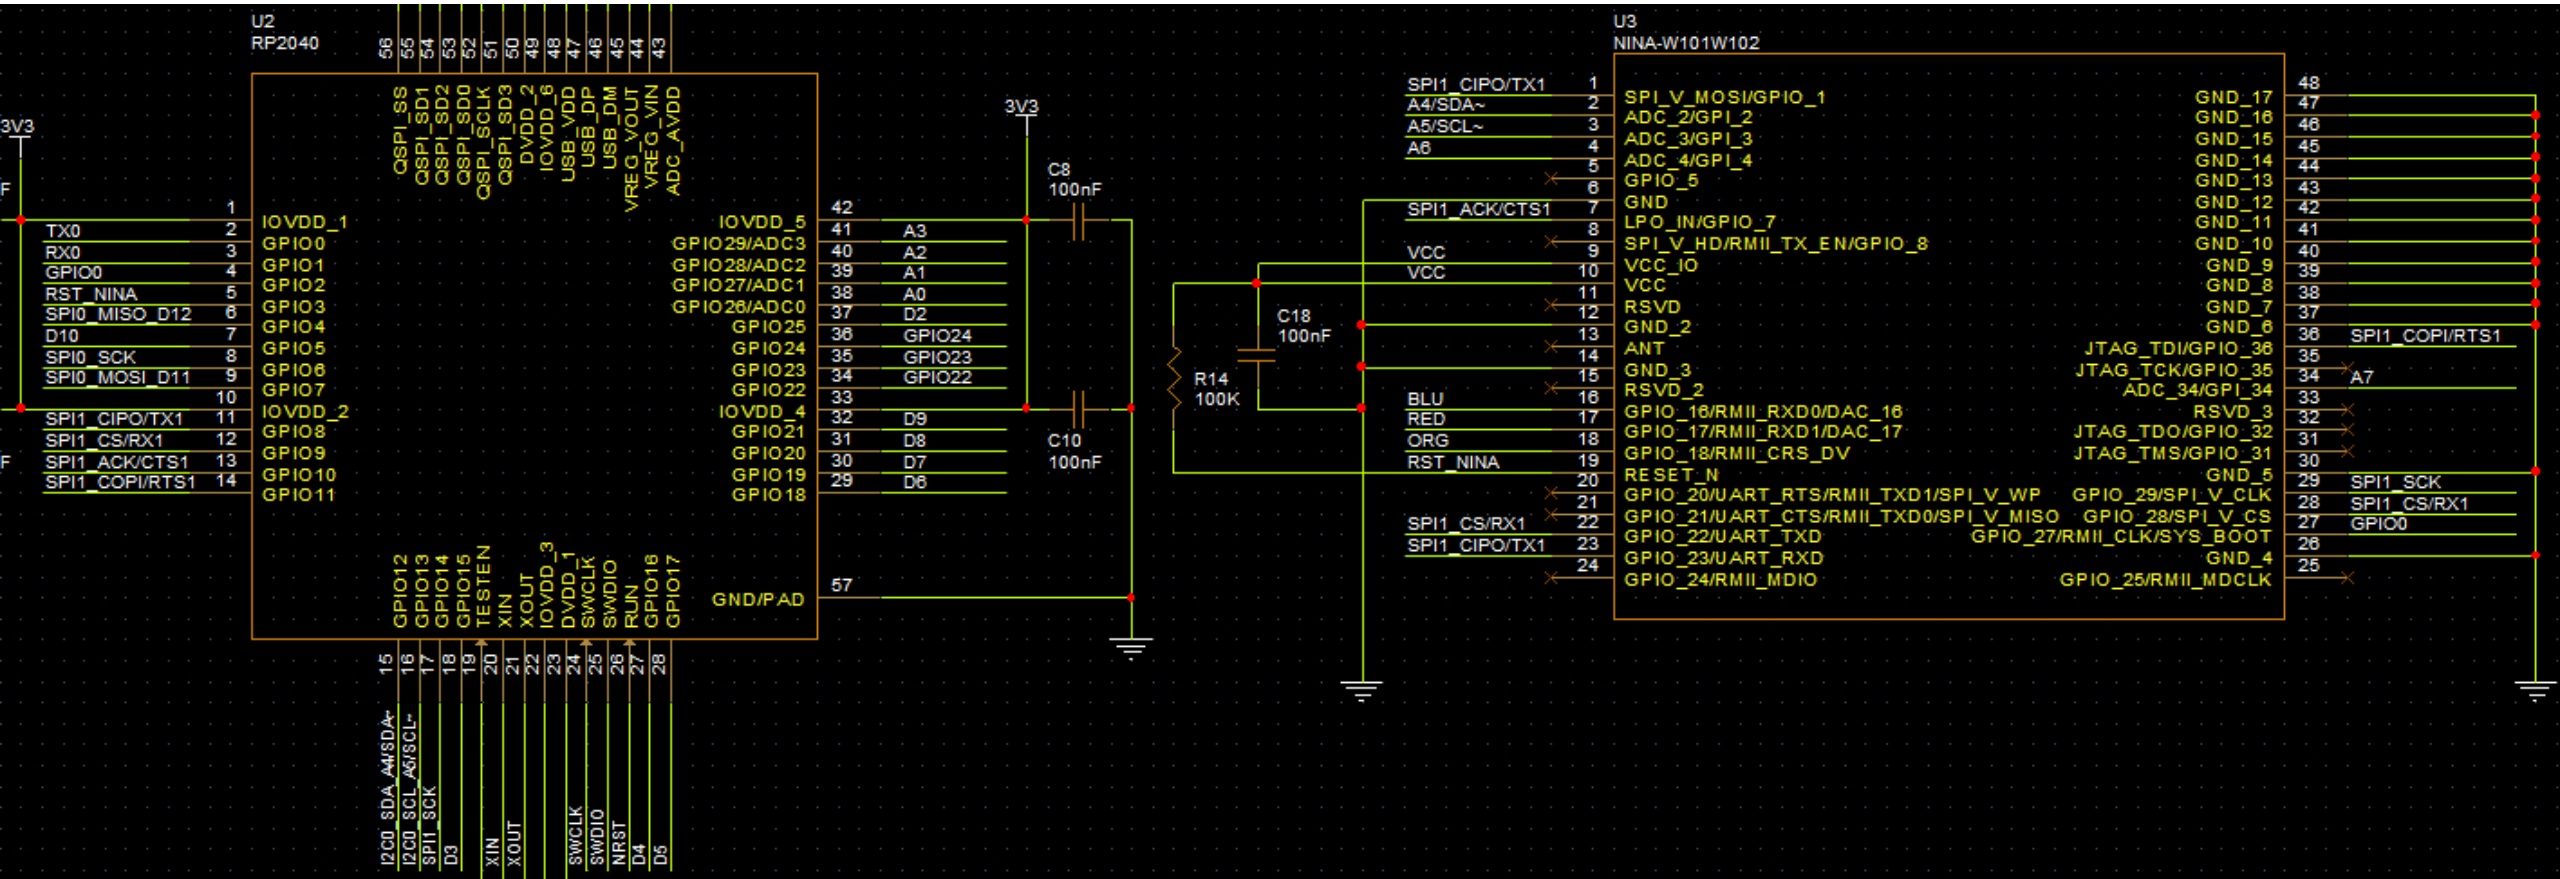 U2
RP2040
56
55
54
53
52
51
50
49
48
47
46
45
44
43
QSPI_SS
QSPI_SD1
QSPI_SD2
QSPI_SD0
QSPI_SCLK
QSPI_SD3
DVDD_2
IOVDD_6
USB_VDD
USB_DP
USB_DM
VREG_VOUT
VREG_VIN
ADC_AVDD
3V3
F
F
1 IOVDD_1
TX0 2 GPIO0
RX0 3 GPIO1
GPIO0 4 GPIO2
RST_NINA 5 GPIO3
SPI0_MISO_D12 6 GPIO4
D10 7 GPIO5
SPI0_SCK 8 GPIO6
SPI0_MOSI_D11 9 GPIO7
10 IOVDD_2
SPI1_CIPO/TX1 11 GPIO8
SPI1_CS/RX1 12 GPIO9
SPI1_ACK/CTS1 13 GPIO10
SPI1_COPI/RTS1 14 GPIO11
IOVDD_5 42
GPIO29/ADC3 41 A3
GPIO28/ADC2 40 A2
GPIO27/ADC1 39 A1
GPIO26/ADC0 38 A0
GPIO25 37 D2
GPIO24 36 GPIO24
GPIO23 35 GPIO23
GPIO22 34 GPIO22
IOVDD_4 33
GPIO21 32 D9
GPIO20 31 D8
GPIO19 30 D7
GPIO18 29 D6
GND/PAD 57
GPIO12
GPIO13
GPIO14
GPIO15
TESTEN
XIN
XOUT
IOVDD_3
DVDD_1
SWCLK
SWDIO
RUN
GPIO16
GPIO17
15
16
17
18
19
20
21
22
23
24
25
26
27
28
I2C0_SDA_A4/SDA~
I2C0_SCL_A5/SCL~
SPI1_SCK
D3
XIN
XOUT
SWCLK
SWDIO
NRST
D4
D5
3V3
C8
100nF
C10
100nF
R14
100K
C18
100nF
U3
NINA-W101W102
SPI1_CIPO/TX1 1 SPI_V_MOSI/GPIO_1
A4/SDA~ 2 ADC_2/GPI_2
A5/SCL~ 3 ADC_3/GPI_3
A6 4 ADC_4/GPI_4
5 GPIO_5
6 GND
SPI1_ACK/CTS1 7 LPO_IN/GPIO_7
8 SPI_V_HD/RMII_TX_EN/GPIO_8
VCC 9 VCC_IO
VCC 10 VCC
11 RSVD
12 GND_2
13 ANT
14 GND_3
15 RSVD_2
BLU 16 GPIO_16/RMII_RXD0/DAC_16
RED 17 GPIO_17/RMII_RXD1/DAC_17
ORG 18 GPIO_18/RMII_CRS_DV
RST_NINA 19 RESET_N
20 GPIO_20/UART_RTS/RMII_TXD1/SPI_V_WP
21 GPIO_21/UART_CTS/RMII_TXD0/SPI_V_MISO
SPI1_CS/RX1 22 GPIO_22/UART_TXD
SPI1_CIPO/TX1 23 GPIO_23/UART_RXD
24 GPIO_24/RMII_MDIO
GND_17 48
GND_16 47
GND_15 46
GND_14 45
GND_13 44
GND_12 43
GND_11 42
GND_10 41
GND_9 40
GND_8 39
GND_7 38
GND_6 37
JTAG_TDI/GPIO_36 36 SPI1_COPI/RTS1
JTAG_TCK/GPIO_35 35
ADC_34/GPI_34 34 A7
RSVD_3 33
JTAG_TDO/GPIO_32 32
JTAG_TMS/GPIO_31 31
GND_5 30
GPIO_29/SPI_V_CLK 29 SPI1_SCK
GPIO_28/SPI_V_CS 28 SPI1_CS/RX1
GPIO_27/RMII_CLK/SYS_BOOT 27 GPIO0
GND_4 26
GPIO_25/RMII_MDCLK 25